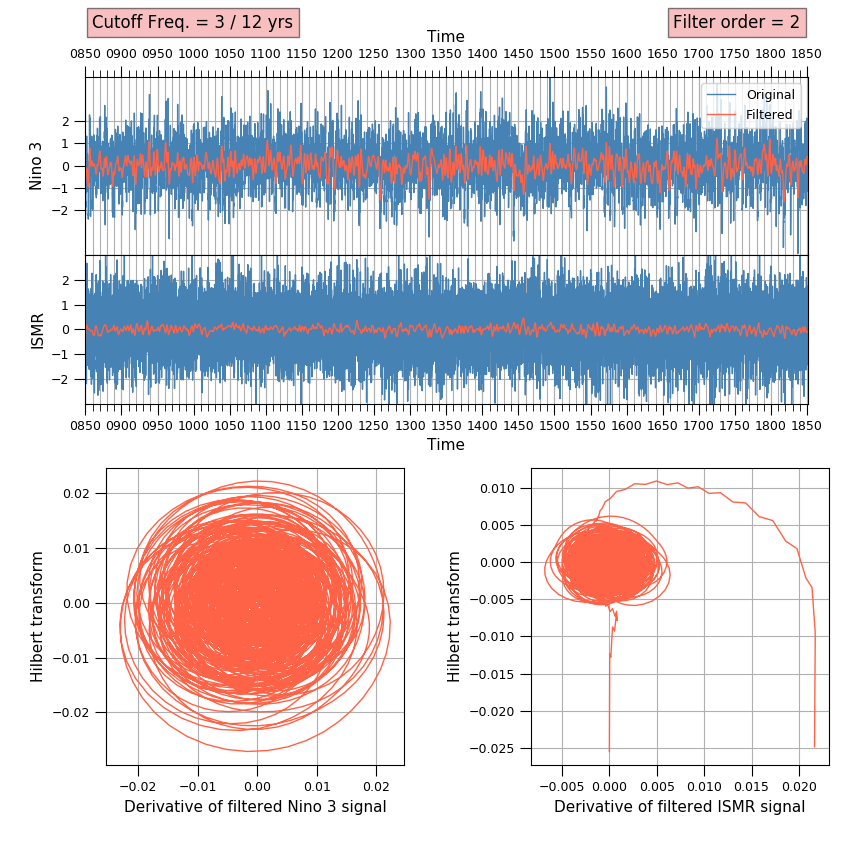 Cutoff Freq. = 3 / 12 yrs
Filter order = 2
Time
0850 0900 0950 1000 1050 1100 1150 1200 1250 1300 1350 1400 1450 1500 1550 1600 1650 1700 1750 1800 1850
Original
Filtered
Nino 3
2
1
0
−1
−2
ISMR
2
1
0
−1
−2
0850 0900 0950 1000 1050 1100 1150 1200 1250 1300 1350 1400 1450 1500 1550 1600 1650 1700 1750 1800 1850
Time
Hilbert transform
0.02
0.01
0.00
−0.01
−0.02
−0.02 −0.01 0.00 0.01 0.02
Derivative of filtered Nino 3 signal
Hilbert transform
0.010
0.005
0.000
−0.005
−0.010
−0.015
−0.020
−0.025
−0.005 0.000 0.005 0.010 0.015 0.020
Derivative of filtered ISMR signal